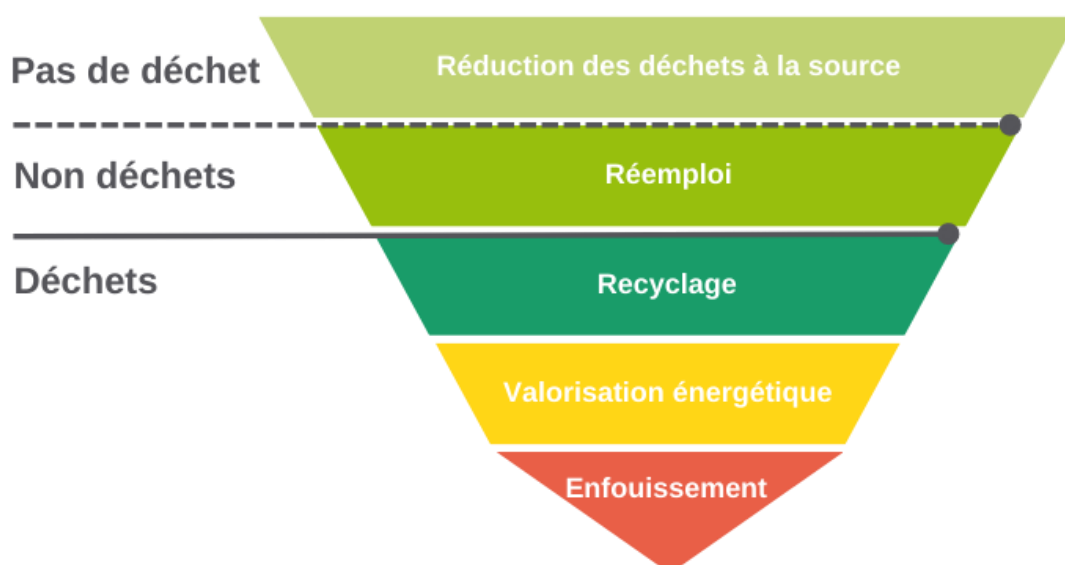 Pas de déchet
Réduction des déchets à la source
Non déchets
Réemploi
Déchets
Recyclage
Valorisation énergétique
Enfouissement